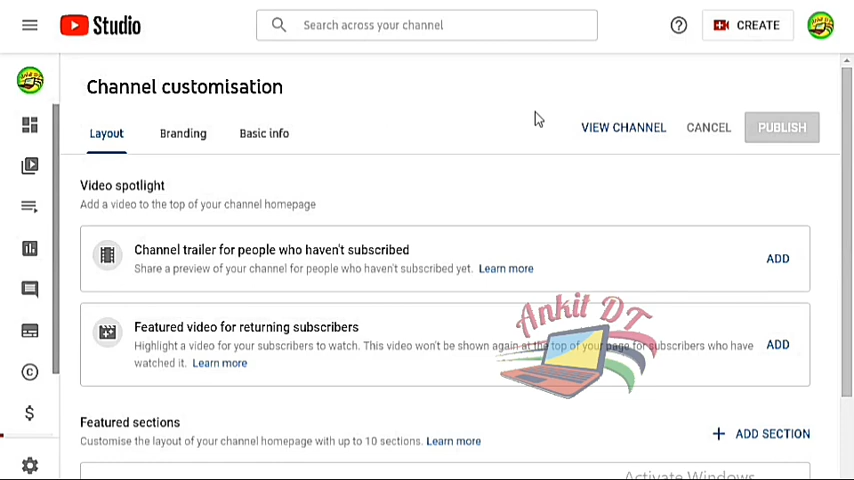 Studio
Search across your channel
CREATE
Channel customisation
Layout
Branding
Basic info
VIEW CHANNEL
CANCEL
PUBLISH
Video spotlight
Add a video to the top of your channel homepage
Channel trailer for people who haven't subscribed
Share a preview of your channel for people who haven't subscribed yet. Learn more
ADD
Ankit DT
Featured video for returning subscribers
Highlight a video for your subscribers to watch. This video won't be shown again at the top of your page for subscribers who have
watched it. Learn more
ADD
Featured sections
Customise the layout of your channel homepage with up to 10 sections. Learn more
ADD SECTION
Activate Windows